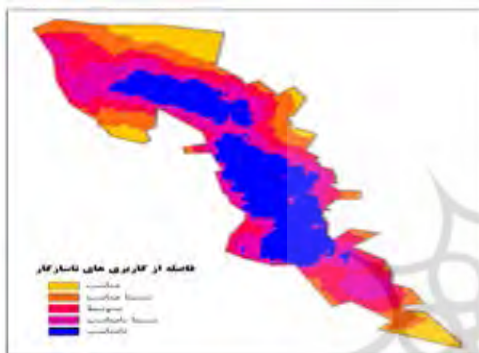 فاصله از کاربری های ناسازگار
مناسب
نسبتا مناسب
متوسط
نسبتا نامناسب
نامناسب